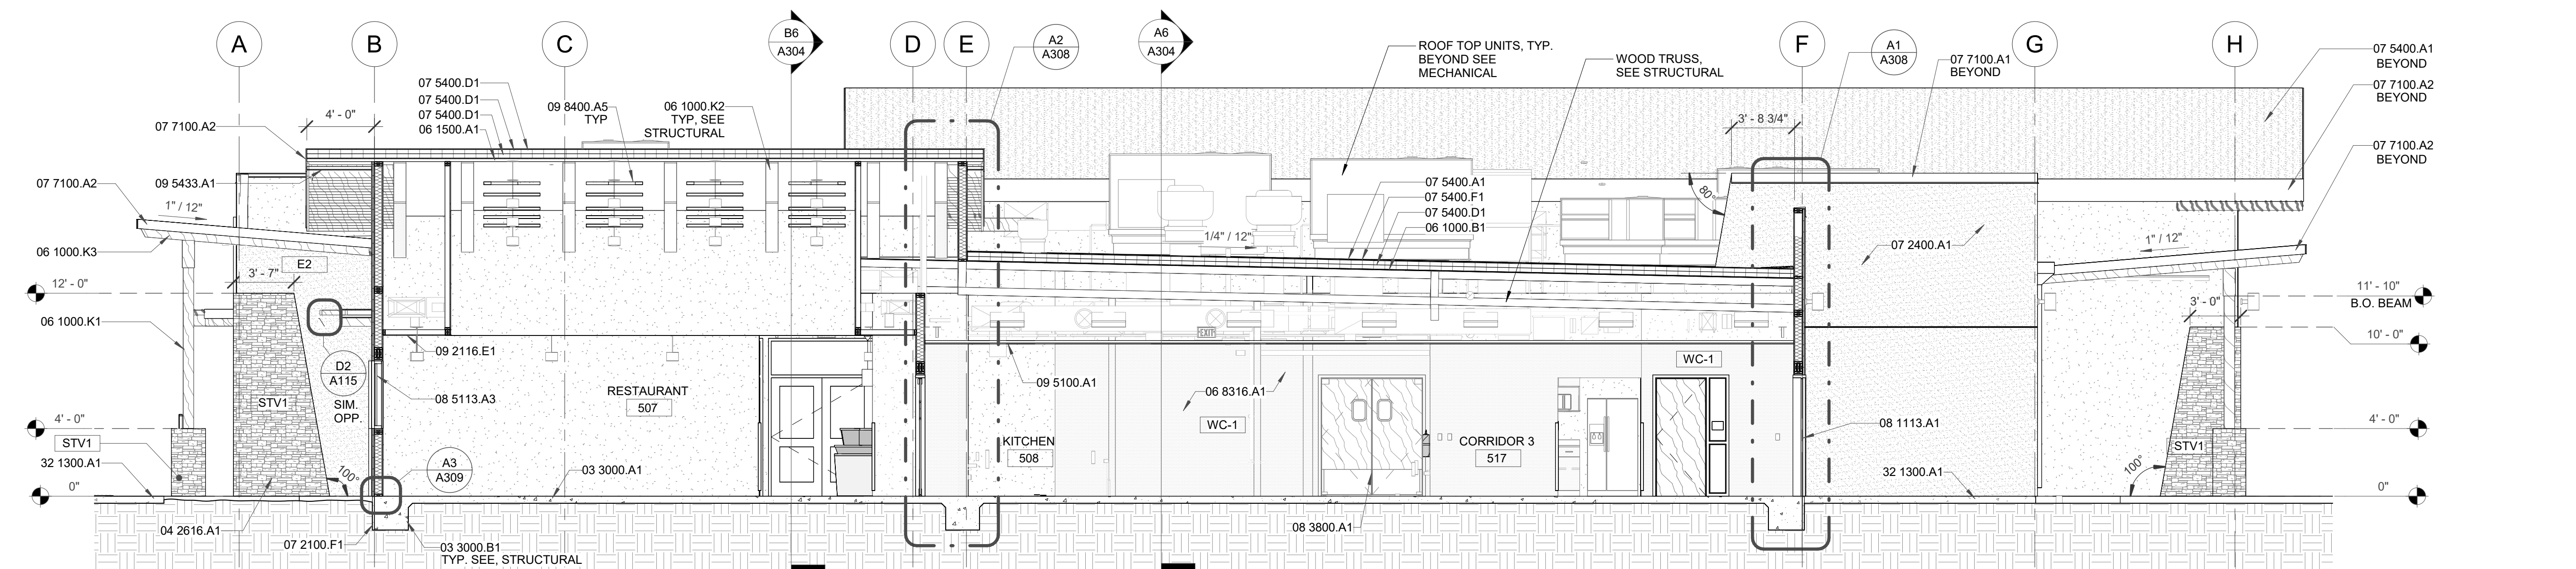 A
B
C
B6
A304
D
E
A2
A308
A6
A304
ROOF TOP UNITS, TYP.
BEYOND SEE
MECHANICAL
WOOD TRUSS,
SEE STRUCTURAL
F
A1
A308
07 7100.A1
BEYOND
G
H
07 5400.A1
BEYOND
07 7100.A2
BEYOND
07 7100.A2
BEYOND
4' - 0"
07 7100.A2
07 5400.D1
07 5400.D1
07 5400.D1
06 1500.A1
09 8400.A5
TYP
06 1000.K2
TYP, SEE
STRUCTURAL
3' - 8 3/4"
80°
07 7100.A2
09 5433.A1
1" / 12"
06 1000.K3
E2
3' - 7"
12' - 0"
06 1000.K1
07 5400.A1
07 5400.F1
07 5400.D1
06 1000.B1
1/4" / 12"
07 2400.A1
1" / 12"
11' - 10"
B.O. BEAM
3' - 0"
10' - 0"
EXIT
09 2116.E1
D2
A115
SIM.
OPP.
08 5113.A3
RESTAURANT
507
09 5100.A1
06 8316.A1
WC-1
WC-1
STV1
4' - 0"
STV1
32 1300.A1
0"
100°
A3
A309
03 3000.A1
KITCHEN
508
CORRIDOR 3
517
08 1113.A1
32 1300.A1
4' - 0"
STV1
100°
0"
04 2616.A1
07 2100.F1
03 3000.B1
TYP. SEE, STRUCTURAL
08 3800.A1